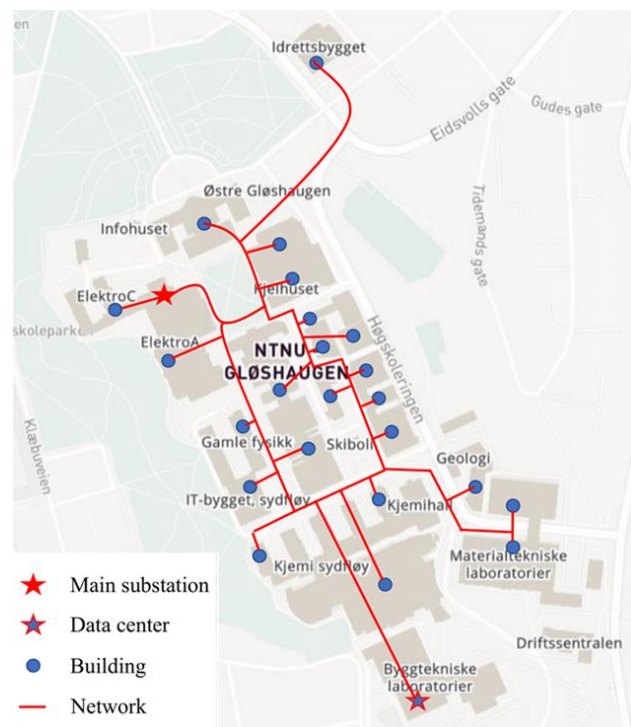 en
Idrettsbygget
Eidsvolls gate
Gudes gate
Tidemands gate
Østre Gløshaugen
Infohuset
Fjelhuset
ElektroC
skoleparken
ElektroA
NTNU
GLØSHAUGEN
Høgskoleringen
Klæbuveien
Gamle fysikk
Skiboli
Geologi
IT-bygget, sydfløy
Kjemihall
Kjemi sydfløy
Materialtekniske
laboratorier
Driftssentralen
Byggtekniske
laboratorier
Main substation
Data center
Building
Network